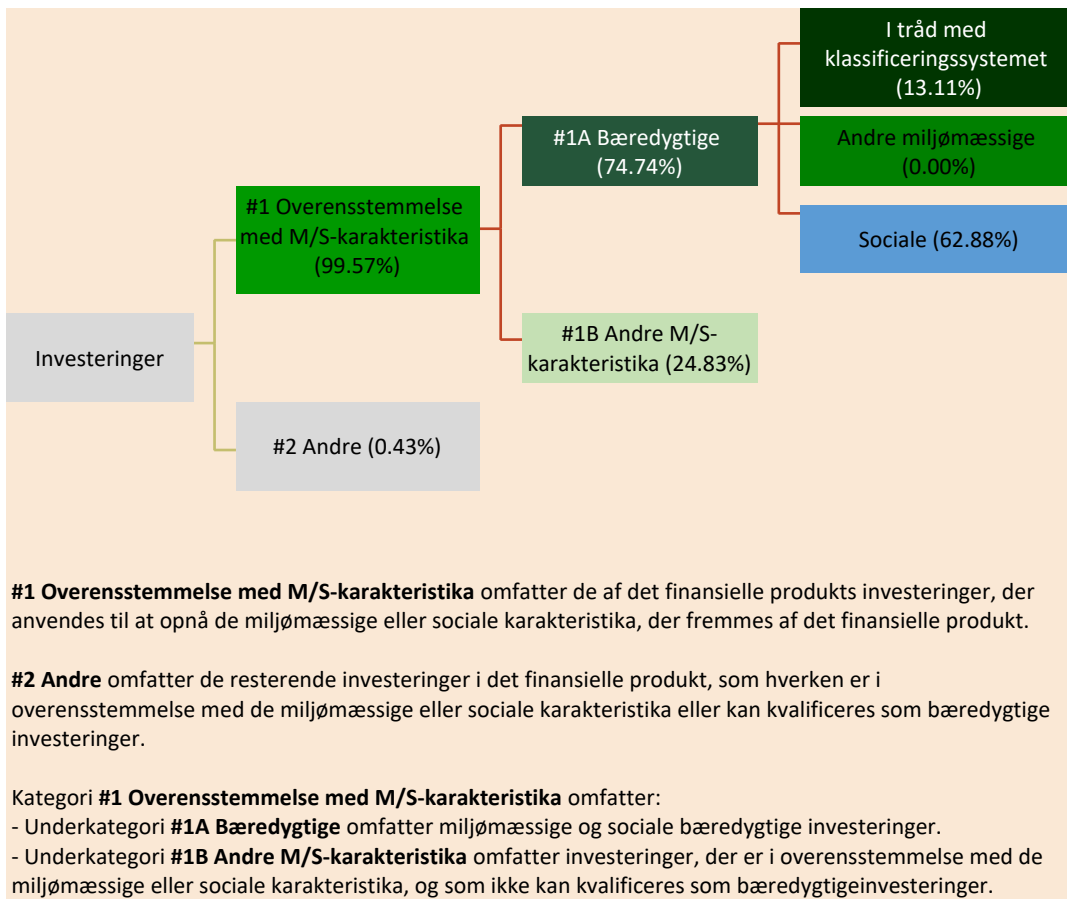 I tråd med
klassificeringssystemet
(13.11%)
#1A Bæredygtige
(74.74%)
Andre miljømæssige
(0.00%)
#1 Overensstemmelse
med M/S-karakteristika
(99.57%)
Sociale (62.88%)
Investeringer
#1B Andre M/S-
karakteristika (24.83%)
#2 Andre (0.43%)
#1 Overensstemmelse med M/S-karakteristika omfatter de af det finansielle produkts investeringer, der
anvendes til at opnå de miljømæssige eller sociale karakteristika, der fremmes af det finansielle produkt.
#2 Andre omfatter de resterende investeringer i det finansielle produkt, som hverken er i
overensstemmelse med de miljømæssige eller sociale karakteristika eller kan kvalificeres som bæredygtige
investeringer.
Kategori #1 Overensstemmelse med M/S-karakteristika omfatter:
- Underkategori #1A Bæredygtige omfatter miljømæssige og sociale bæredygtige investeringer.
- Underkategori #1B Andre M/S-karakteristika omfatter investeringer, der er i overensstemmelse med de
miljømæssige eller sociale karakteristika, og som ikke kan kvalificeres som bæredygtigeinvesteringer.